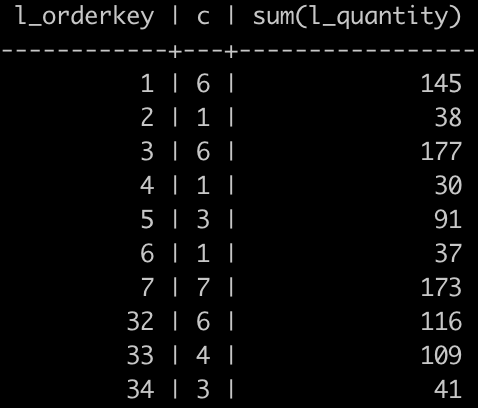 l_orderkey | c | sum(l_quantity)
------------+---+-----------------
1 | 6 | 145
2 | 1 | 38
3 | 6 | 177
4 | 1 | 30
5 | 3 | 91
6 | 1 | 37
7 | 7 | 173
32 | 6 | 116
33 | 4 | 109
34 | 3 | 41